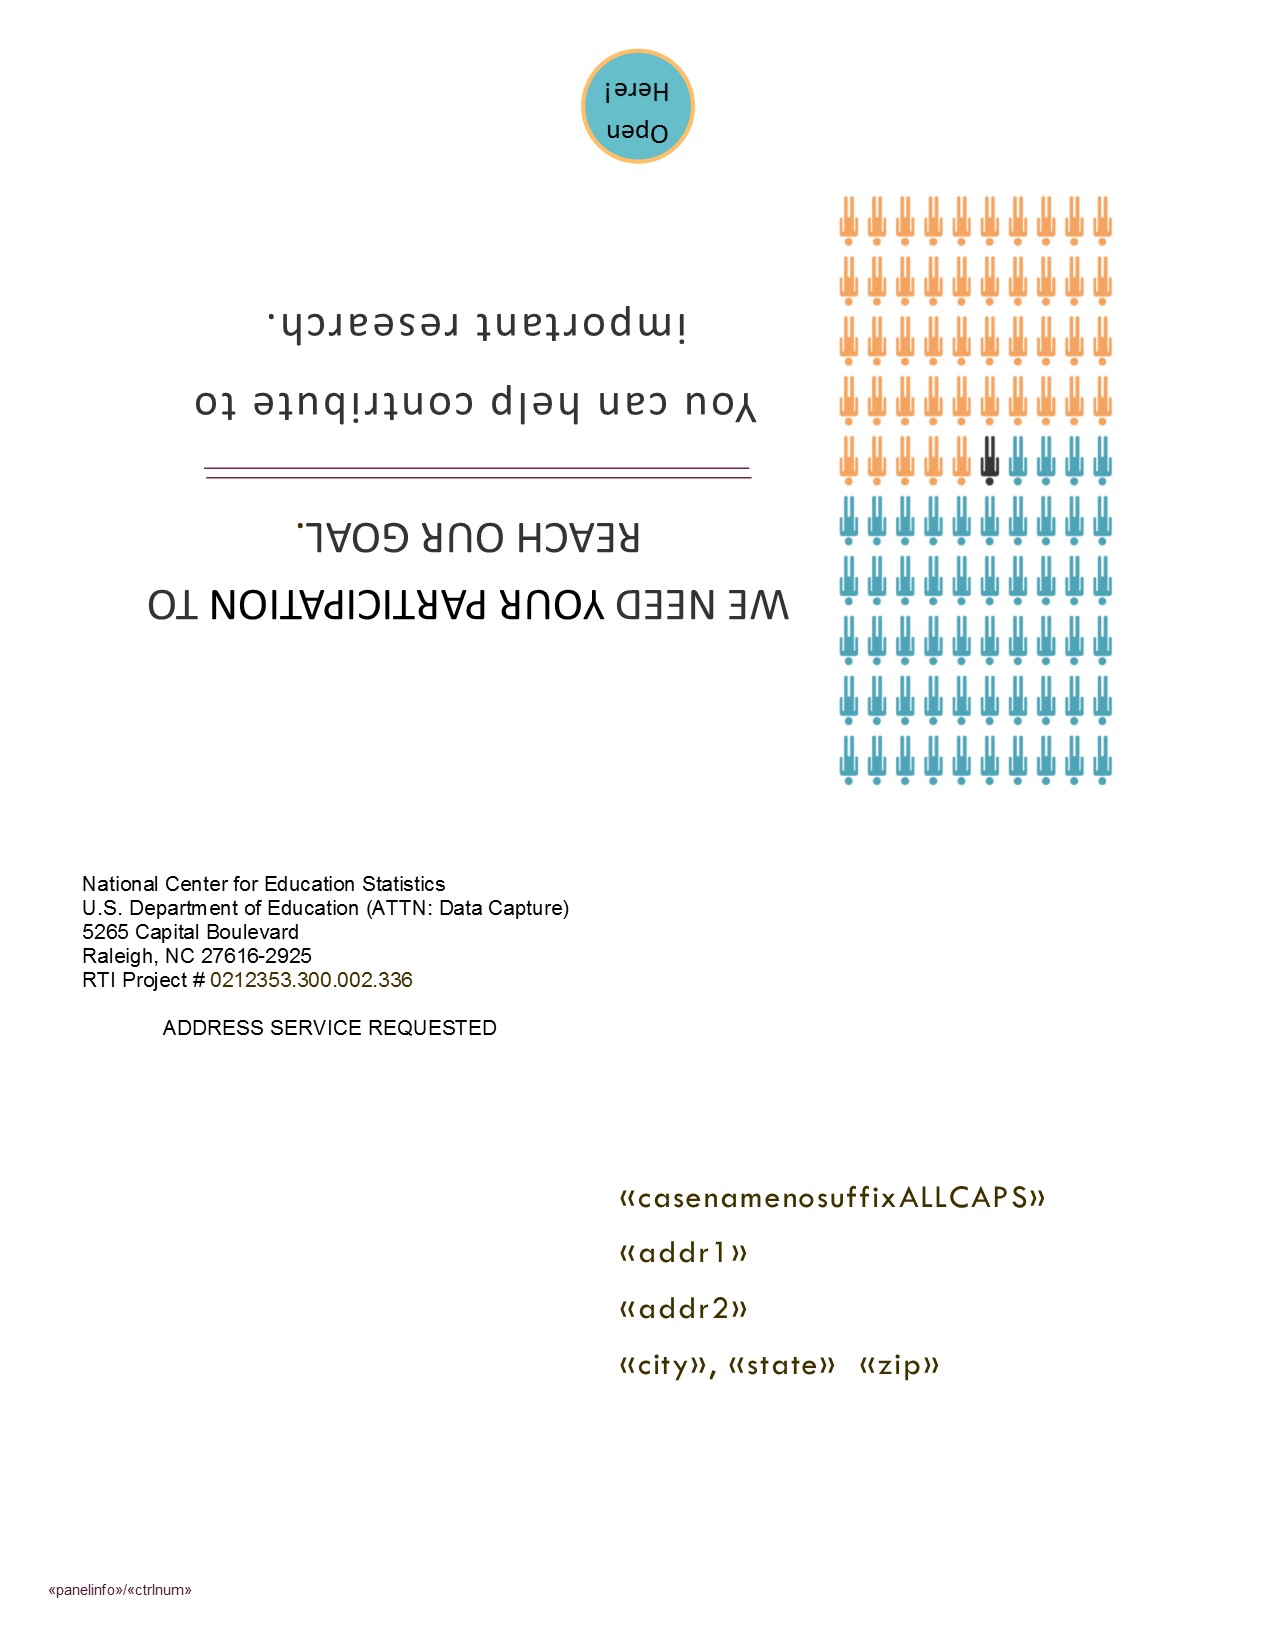 Open
Here!
WE NEED YOUR PARTICIPATION TO
REACH OUR GOAL.
You can help contribute to
important research.
National Center for Education Statistics
U.S. Department of Education (ATTN: Data Capture)
5265 Capital Boulevard
Raleigh, NC 27616-2925
RTI Project # 0212353.300.002.336
ADDRESS SERVICE REQUESTED
«casenamenosuffixALLCAPS»
«addr1»
«addr2»
«city», «state»  «zip»
«panelinfo»/«ctrlnum»